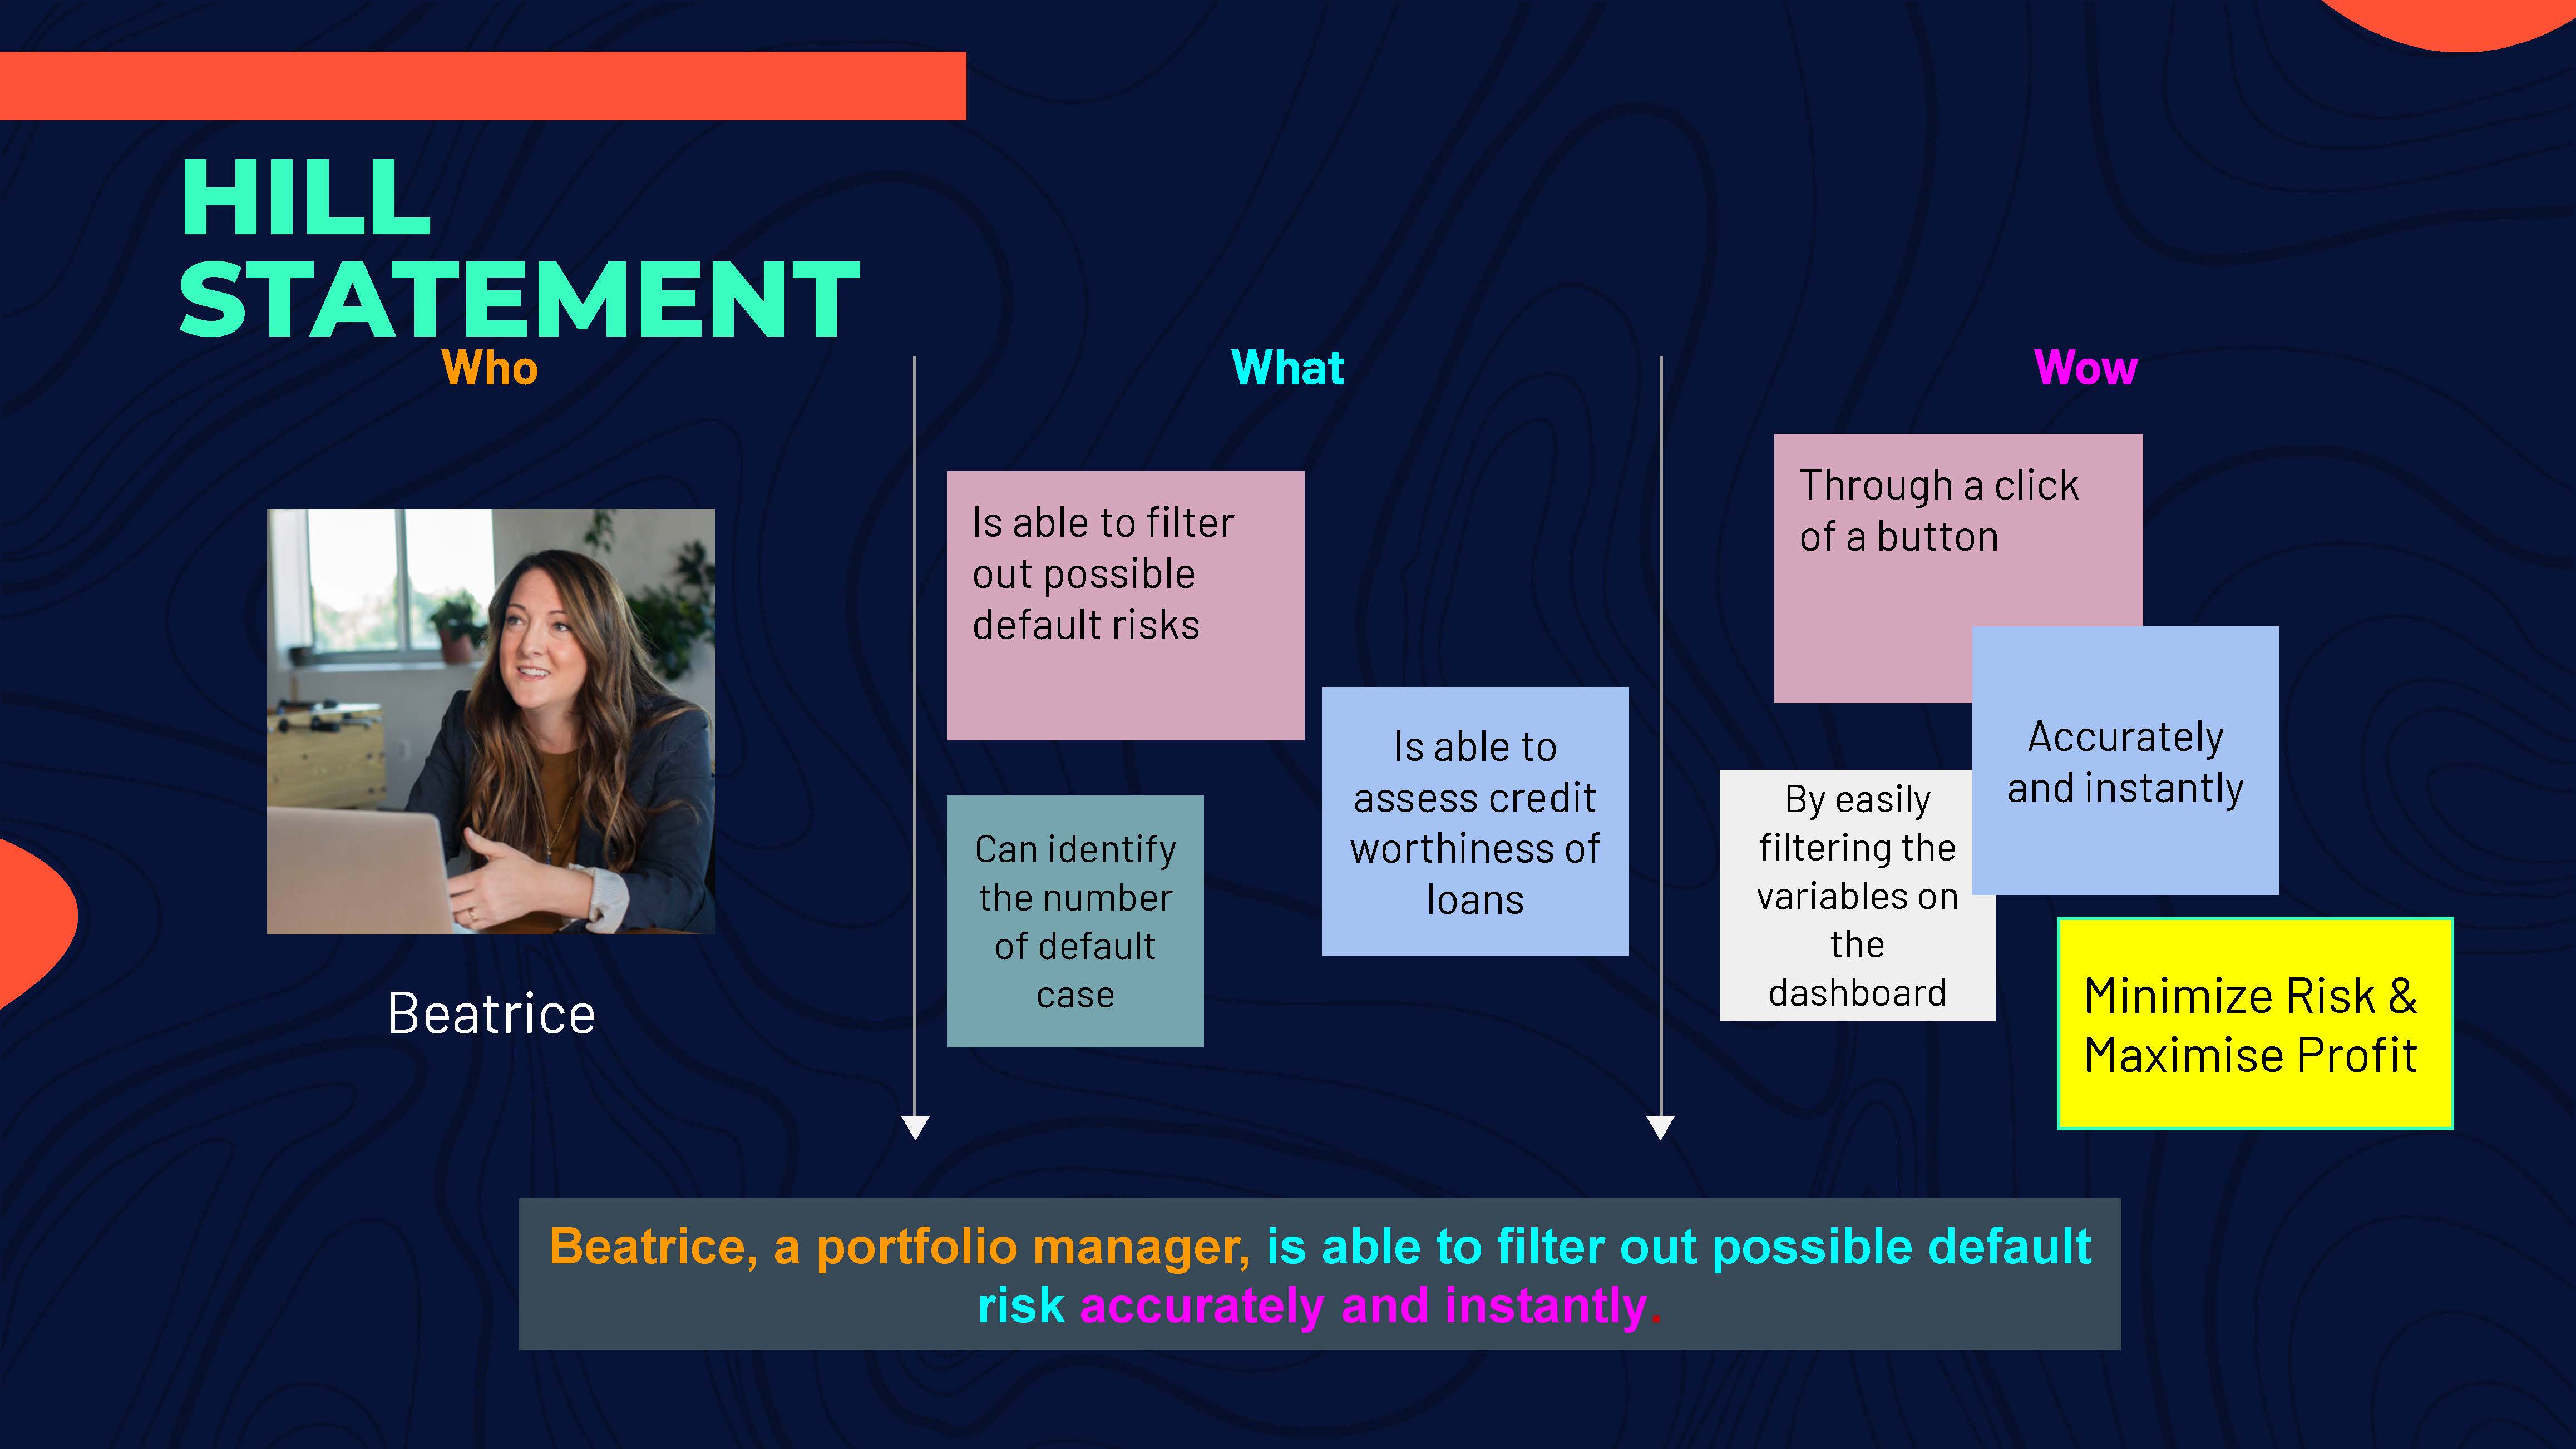 HILL
STATEMENT
Who
What
Wow
Beatrice
Is able to filter
out possible
default risks
Can identify
the number
of default
case
Is able to
assess credit
worthiness of
loans
Through a click
of a button
Accurately
and instantly
By easily
filtering the
variables on
the
dashboard
Minimize Risk &
Maximise Profit
Beatrice, a portfolio manager, is able to filter out possible default
risk accurately and instantly.